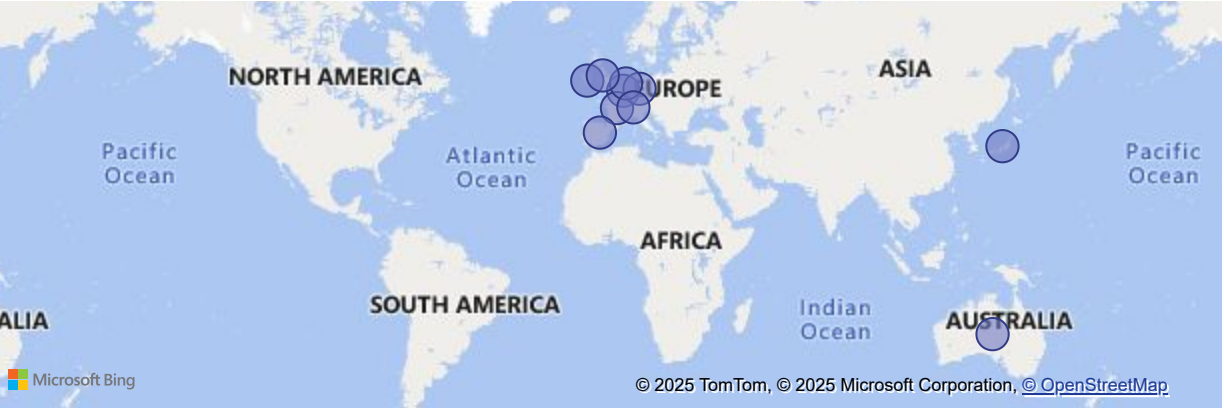 NORTH AMERICA
EUROPE
ASIA
Pacific
Ocean
Atlantic
Ocean
Pacific
Ocean
AFRICA
SOUTH AMERICA
Indian
Ocean
ALIA
AUSTRALIA
Microsoft Bing
© 2025 TomTom, © 2025 Microsoft Corporation, © OpenStreetMap